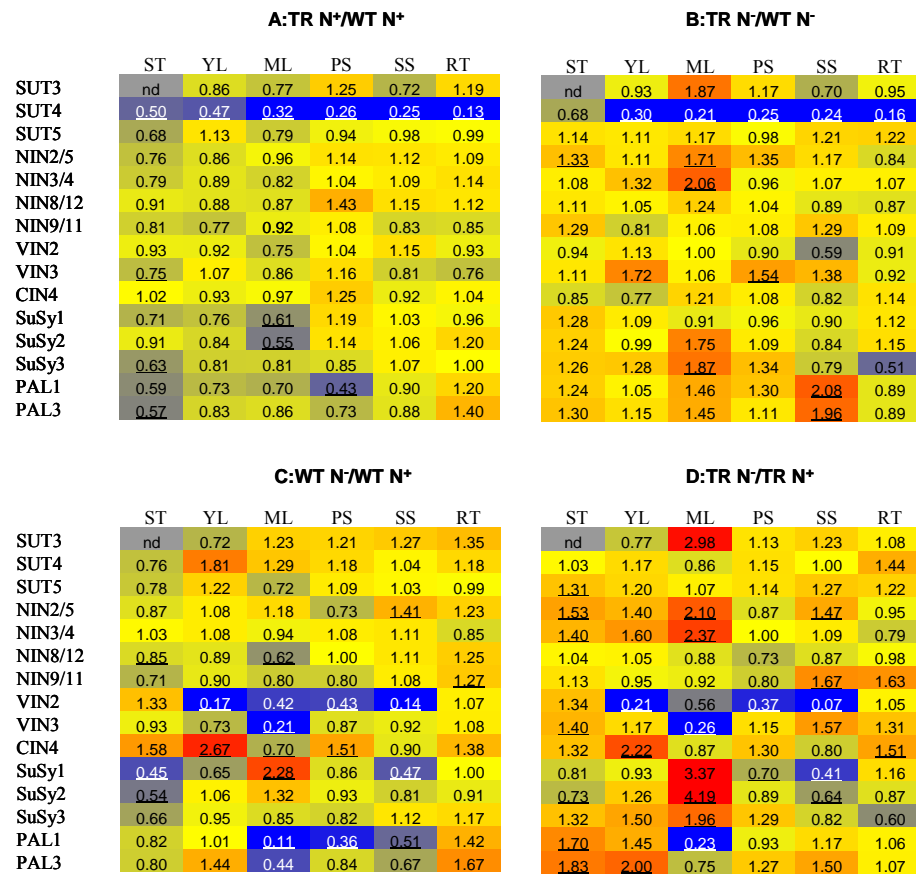 A:TR N⁺/WT N⁺ B:TR N⁻/WT N⁻
ST YL ML PS SS RT ST YL ML PS SS RT
SUT3 nd 0.86 0.77 1.25 0.72 1.19 nd 0.93 1.87 1.17 0.70 0.95
SUT4 0.50 0.47 0.32 0.26 0.25 0.13 0.68 0.30 0.21 0.25 0.24 0.16
SUT5 0.68 1.13 0.79 0.94 0.98 0.99 1.14 1.11 1.17 0.98 1.21 1.22
NIN2/5 0.76 0.86 0.96 1.14 1.12 1.09 1.33 1.11 1.71 1.35 1.17 0.84
NIN3/4 0.79 0.89 0.82 1.04 1.09 1.14 1.08 1.32 2.06 0.96 1.07 1.07
NIN8/12 0.91 0.88 0.87 1.43 1.15 1.12 1.11 1.05 1.24 1.04 0.89 0.87
NIN9/11 0.81 0.77 0.92 1.08 0.83 0.85 1.29 0.81 1.06 1.08 1.29 1.09
VIN2 0.93 0.92 0.75 1.04 1.15 0.93 0.94 1.13 1.00 0.90 0.59 0.91
VIN3 0.75 1.07 0.86 1.16 0.81 0.76 1.11 1.72 1.06 1.54 1.38 0.92
CIN4 1.02 0.93 0.97 1.25 0.92 1.04 0.85 0.77 1.21 1.08 0.82 1.14
SuSy1 0.71 0.76 0.61 1.19 1.03 0.96 1.28 1.09 0.91 0.96 0.90 1.12
SuSy2 0.91 0.84 0.55 1.14 1.06 1.20 1.24 0.99 1.75 1.09 0.84 1.15
SuSy3 0.63 0.81 0.81 0.85 1.07 1.00 1.26 1.28 1.87 1.34 0.79 0.51
PAL1 0.59 0.73 0.70 0.43 0.90 1.20 1.24 1.05 1.46 1.30 2.08 0.89
PAL3 0.57 0.83 0.86 0.73 0.88 1.40 1.30 1.15 1.45 1.11 1.96 0.89
C:WT N⁻/WT N⁺ D:TR N⁻/TR N⁺
ST YL ML PS SS RT ST YL ML PS SS RT
SUT3 nd 0.72 1.23 1.21 1.27 1.35 nd 0.77 2.98 1.13 1.23 1.08
SUT4 0.76 1.81 1.29 1.18 1.04 1.18 1.03 1.17 0.86 1.15 1.00 1.44
SUT5 0.78 1.22 0.72 1.09 1.03 0.99 1.31 1.20 1.07 1.14 1.27 1.22
NIN2/5 0.87 1.08 1.18 0.73 1.41 1.23 1.53 1.40 2.10 0.87 1.47 0.95
NIN3/4 1.03 1.08 0.94 1.08 1.11 0.85 1.40 1.60 2.37 1.00 1.09 0.79
NIN8/12 0.85 0.89 0.62 1.00 1.11 1.25 1.04 1.05 0.88 0.73 0.87 0.98
NIN9/11 0.71 0.90 0.80 0.80 1.08 1.27 1.13 0.95 0.92 0.80 1.67 1.63
VIN2 1.33 0.17 0.42 0.43 0.14 1.07 1.34 0.21 0.56 0.37 0.07 1.05
VIN3 0.93 0.73 0.21 0.87 0.92 1.08 1.40 1.17 0.26 1.15 1.57 1.31
CIN4 1.58 2.67 0.70 1.51 0.90 1.38 1.32 2.22 0.87 1.30 0.80 1.51
SuSy1 0.45 0.65 2.28 0.86 0.47 1.00 0.81 0.93 3.37 0.70 0.41 1.16
SuSy2 0.54 1.06 1.32 0.93 0.81 0.91 0.73 1.26 4.19 0.89 0.64 0.87
SuSy3 0.66 0.95 0.85 0.82 1.12 1.17 1.32 1.50 1.96 1.29 0.82 0.60
PAL1 0.82 1.01 0.11 0.36 0.51 1.42 1.70 1.45 0.23 0.93 1.17 1.06
PAL3 0.80 1.44 0.44 0.84 0.67 1.67 1.83 2.00 0.75 1.27 1.50 1.07